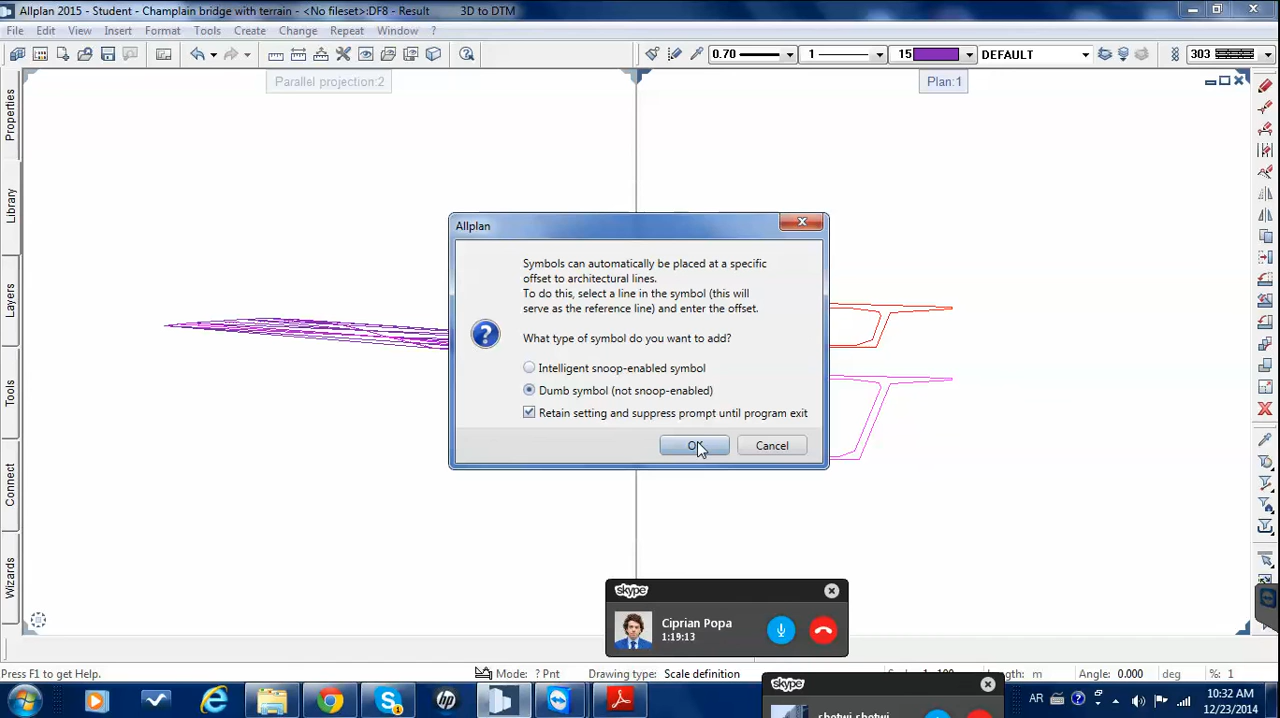 Allplan 2015 - Student - Champlain bridge with terrain - <No fileset>:DF8 - Result 3D to DTM
File Edit View Insert Format Tools Create Change Repeat Window ?
0.70 1 15 DEFAULT 303
Parallel projection:2
Plan:1
Properties
Library
Layers
Tools
Connect
Wizards
Allplan
Symbols can automatically be placed at a specific
offset to architectural lines.
To do this, select a line in the symbol (this will
serve as the reference line) and enter the offset.
What type of symbol do you want to add?
Intelligent snoop-enabled symbol
Dumb symbol (not snoop-enabled)
Retain setting and suppress prompt until program exit
OK Cancel
skype
Ciprian Popa
1:19:13
Press F1 to get Help. Mode: ? Pnt Drawing type: Scale definition Angle: 0.000 deg %: 1
skype
AR 10:32 AM
12/23/2014